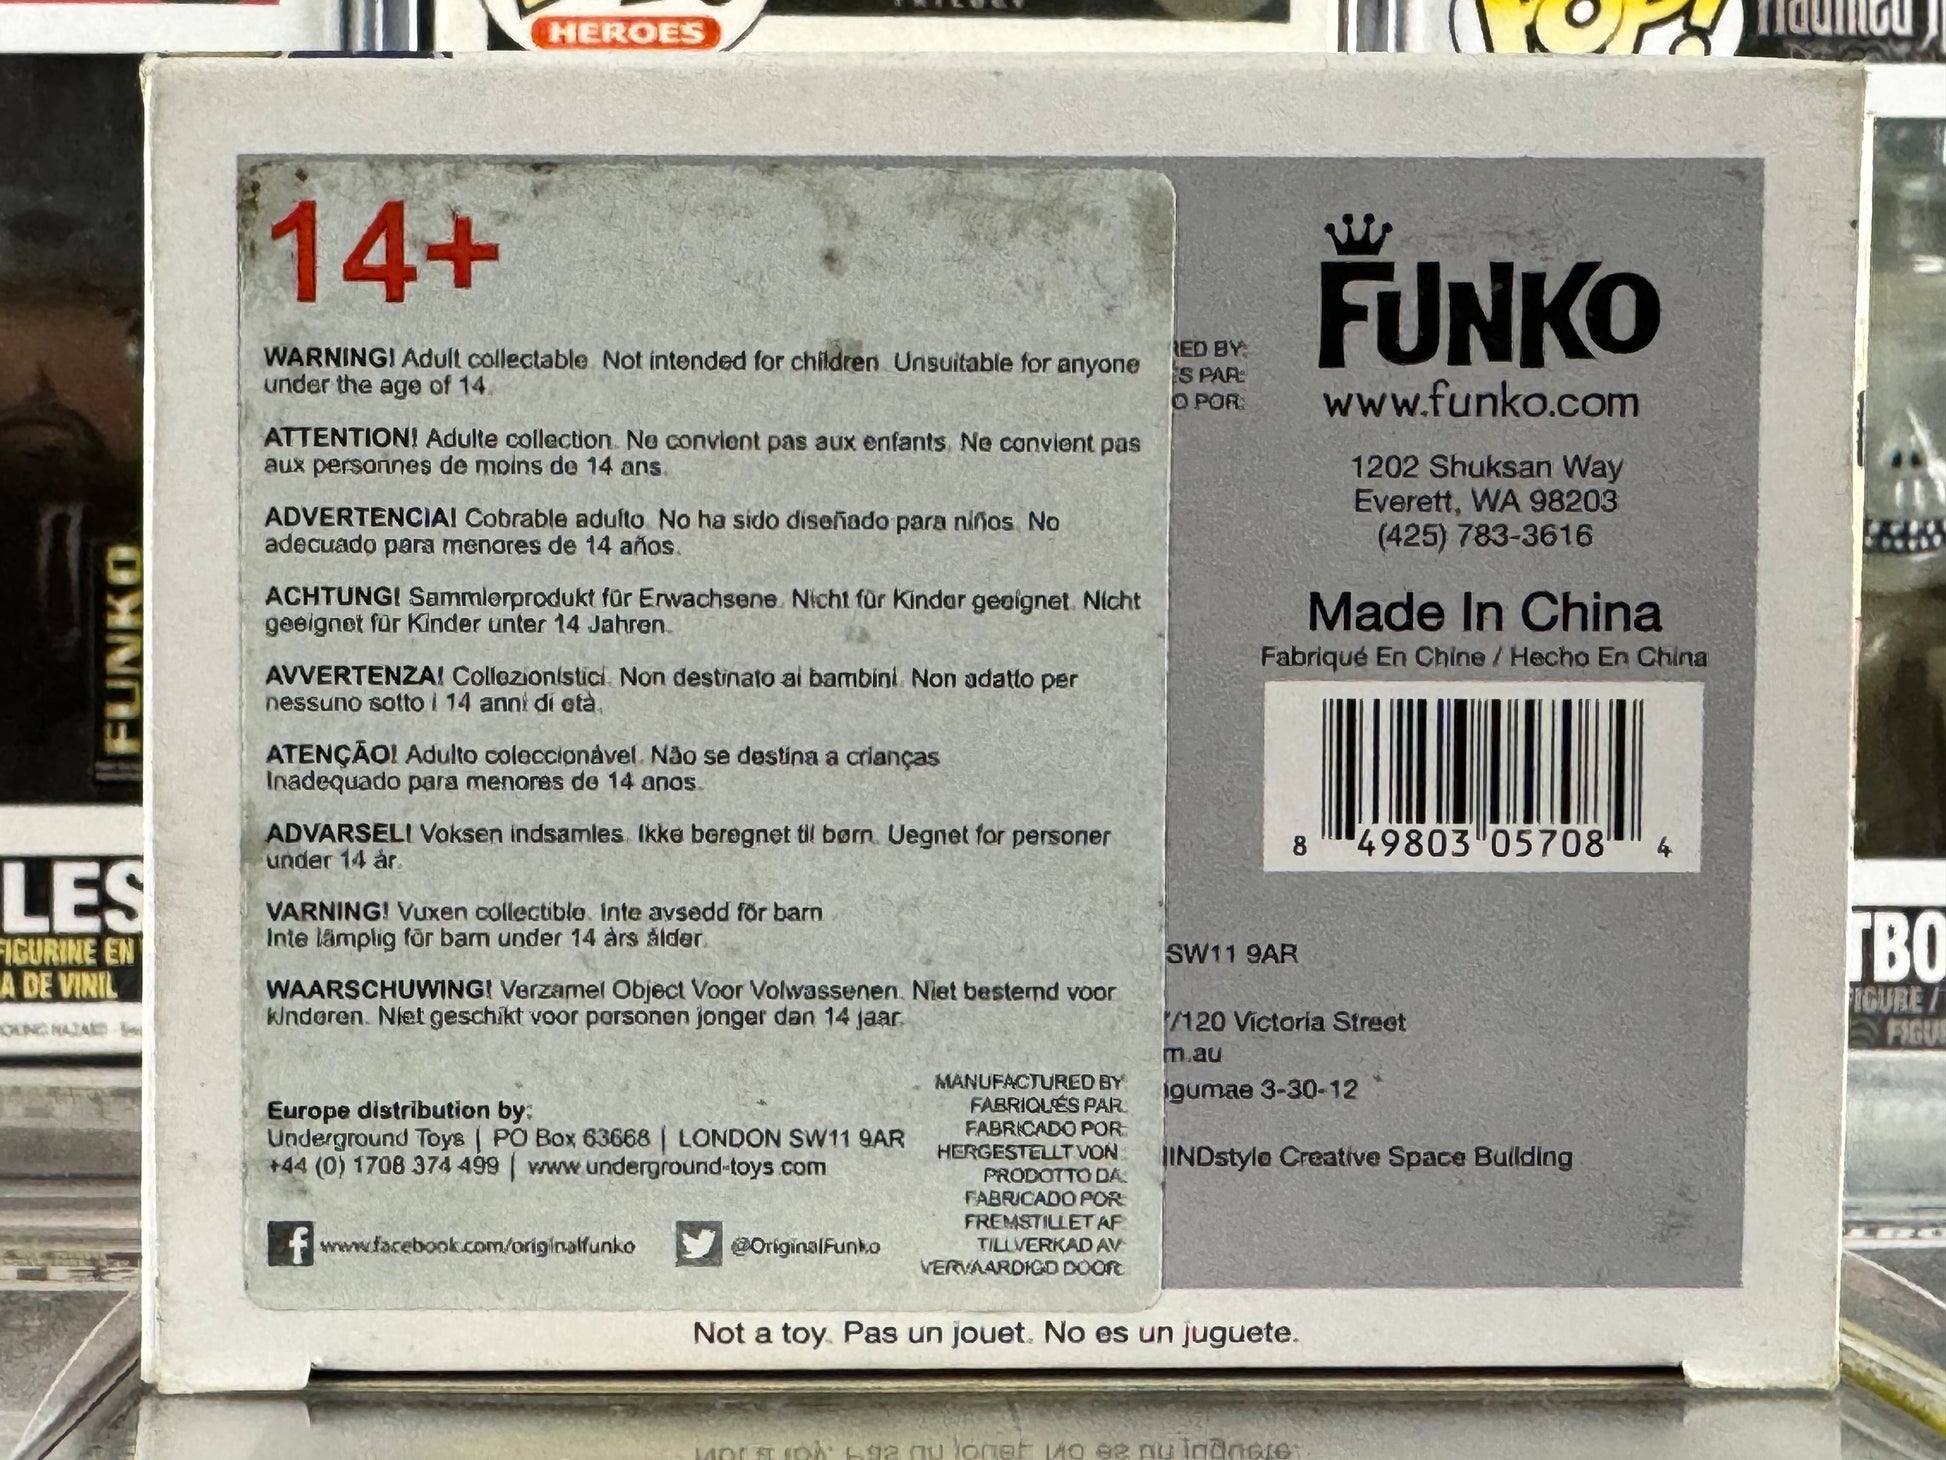 HEROES
POP!
14+
WARNING! Adult collectable. Not intended for children. Unsuitable for anyone
under the age of 14.
ATTENTION! Adulte collection. Ne convient pas aux enfants. Ne convient pas
aux personnes de moins de 14 ans.
ADVERTENCIA! Cobrable adulto. No ha sido diseñado para niños. No
adecuado para menores de 14 años.
ACHTUNG! Sammlerprodukt für Erwachsene. Nicht für Kinder geeignet. Nicht
geeignet für Kinder unter 14 Jahren.
AVVERTENZA! Collezionistici. Non destinato ai bambini. Non adatto per
nessuno sotto i 14 anni di età.
ATENÇÃO! Adulto coleccionável. Não se destina a crianças
Inadequado para menores de 14 anos.
ADVARSEL! Voksen indsamles. Ikke beregnet til børn. Uegnet for personer
under 14 år.
VARNING! Vuxen collectible. Inte avsedd för barn
Inte lämplig för barn under 14 års ålder.
WAARSCHUWING! Verzamel Object Voor Volwassenen. Niet bestemd voor
kinderen. Niet geschikt voor personen jonger dan 14 jaar.
Europe distribution by:
Underground Toys | PO Box 63668 | LONDON SW11 9AR
+44 (0) 1708 374 499 | www.underground-toys.com
www.facebook.com/originalfunko
@OriginalFunko
MANUFACTURED BY
FABRIQUÉS PAR:
FABRICADO POR:
HERGESTELLT VON:
PRODOTTO DA:
FABRICADO POR:
FREMSTILLET AF:
TILLVERKAD AV:
VERVAARDIGD DOOR:
RED BY:
S PAR:
O POR:
FUNKO
www.funko.com
1202 Shuksan Way
Everett, WA 98203
(425) 783-3616
Made In China
Fabriqué En Chine / Hecho En China
8 49803 05708 4
SW11 9AR
/120 Victoria Street
m.au
gumae 3-30-12
INDstyle Creative Space Building
Not a toy. Pas un jouet. No es un juguete.
FUNKO
LES
FIGURINE EN
A DE VINIL
TBO
FIGURE /